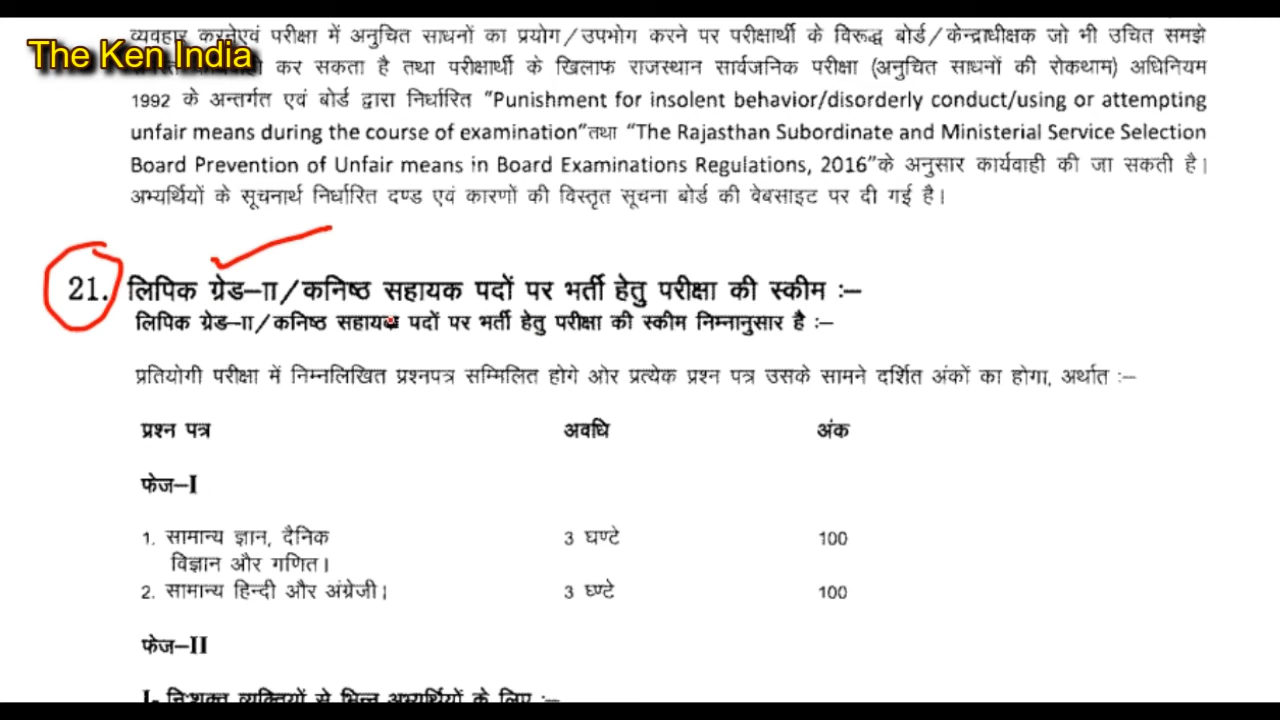 व्यवहार करनेएवं परीक्षा में अनुचित साधनों का प्रयोग/उपभोग करने पर परीक्षार्थी के विरूद्ध बोर्ड/केन्द्राधीक्षक जो भी उचित समझे
The Ken India
कर सकता है तथा परीक्षार्थी के खिलाफ राजस्थान सार्वजनिक परीक्षा (अनुचित साधनों की रोकथाम) अधिनियम
1992 के अन्तर्गत एवं बोर्ड द्वारा निर्धारित “Punishment for insolent behavior/disorderly conduct/using or attempting
unfair means during the course of examination”तथा “The Rajasthan Subordinate and Ministerial Service Selection
Board Prevention of Unfair means in Board Examinations Regulations, 2016”के अनुसार कार्यवाही की जा सकती है।
अभ्यर्थियों के सूचनार्थ निर्धारित दण्ड एवं कारणों की विस्तृत सूचना बोर्ड की वेबसाइट पर दी गई है।
21. लिपिक ग्रेड-II/कनिष्ठ सहायक पदों पर भर्ती हेतु परीक्षा की स्कीम :-
लिपिक ग्रेड-II/कनिष्ठ सहायक पदों पर भर्ती हेतु परीक्षा की स्कीम निम्नानुसार है :-
प्रतियोगी परीक्षा में निम्नलिखित प्रश्नपत्र सम्मिलित होगे ओर प्रत्येक प्रश्न पत्र उसके सामने दर्शित अंकों का होगा, अर्थात :-
प्रश्न पत्र अवधि अंक
फेज-I
1. सामान्य ज्ञान, दैनिक 3 घण्टे 100
विज्ञान और गणित।
2. सामान्य हिन्दी और अंग्रेजी। 3 घ्ण्टे 100
फेज-II
I- निःशक्त व्यक्तियों से भिन्न अभ्यर्थियों के लिए :-